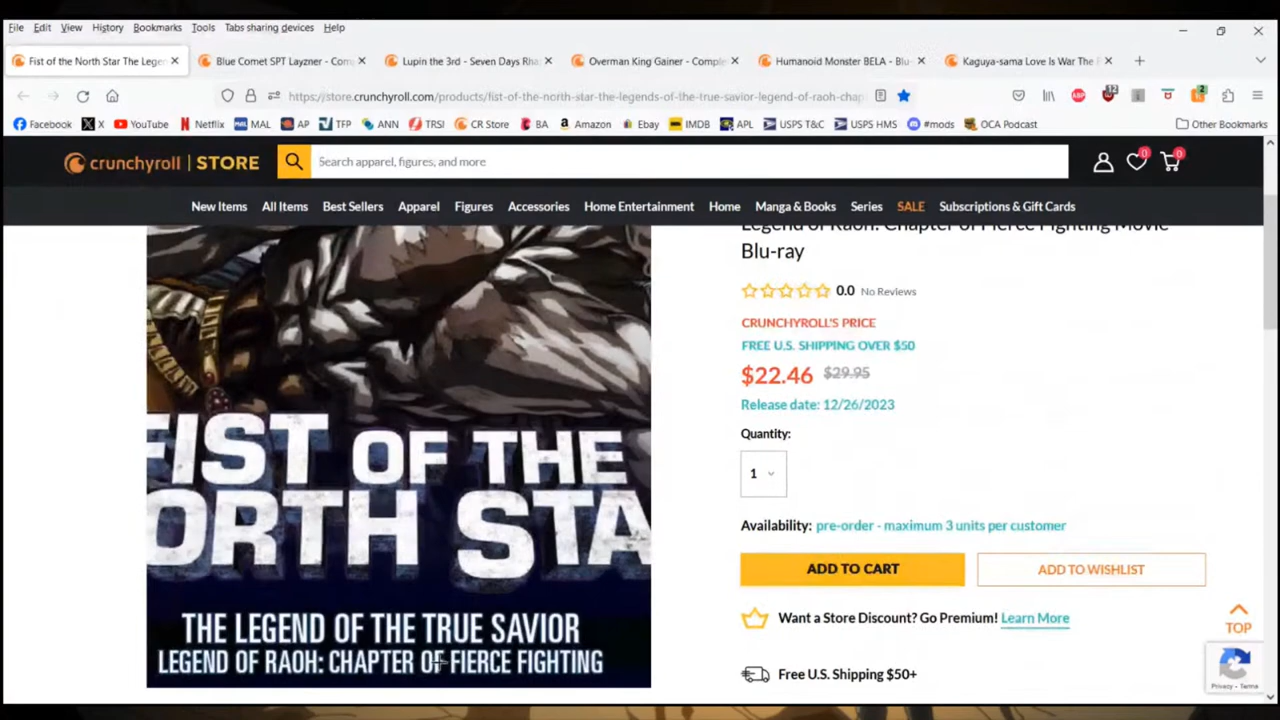 File Edit View History Bookmarks Tools Tabs sharing devices Help
Fist of the North Star The Leger
Blue Comet SPT Layzner - Com
Lupin the 3rd - Seven Days Rha
Overman King Gainer - Comple
Humanoid Monster BELA - Blu-
Kaguya-sama Love Is War The F
https://store.crunchyroll.com/products/fist-of-the-north-star-the-legends-of-the-true-savior-legend-of-raoh-chap
12
2
Facebook X YouTube Netflix MAL AP TFP ANN TRSI CR Store BA Amazon Ebay IMDB APL USPS T&C USPS HMS #mods OCA Podcast Other Bookmarks
crunchyroll | STORE
Search apparel, figures, and more
0
0
New Items All Items Best Sellers Apparel Figures Accessories Home Entertainment Home Manga & Books Series SALE Subscriptions & Gift Cards
Legend of Raoh: Chapter of Fierce Fighting Movie
Blu-ray
0.0 No Reviews
CRUNCHYROLL'S PRICE
FREE U.S. SHIPPING OVER $50
$22.46 $29.95
Release date: 12/26/2023
Quantity:
1
Availability: pre-order - maximum 3 units per customer
ADD TO CART
ADD TO WISHLIST
Want a Store Discount? Go Premium! Learn More
Free U.S. Shipping $50+
FIST OF THE
ORTH STA
THE LEGEND OF THE TRUE SAVIOR
LEGEND OF RAOH: CHAPTER OF FIERCE FIGHTING
TOP
Privacy - Terms